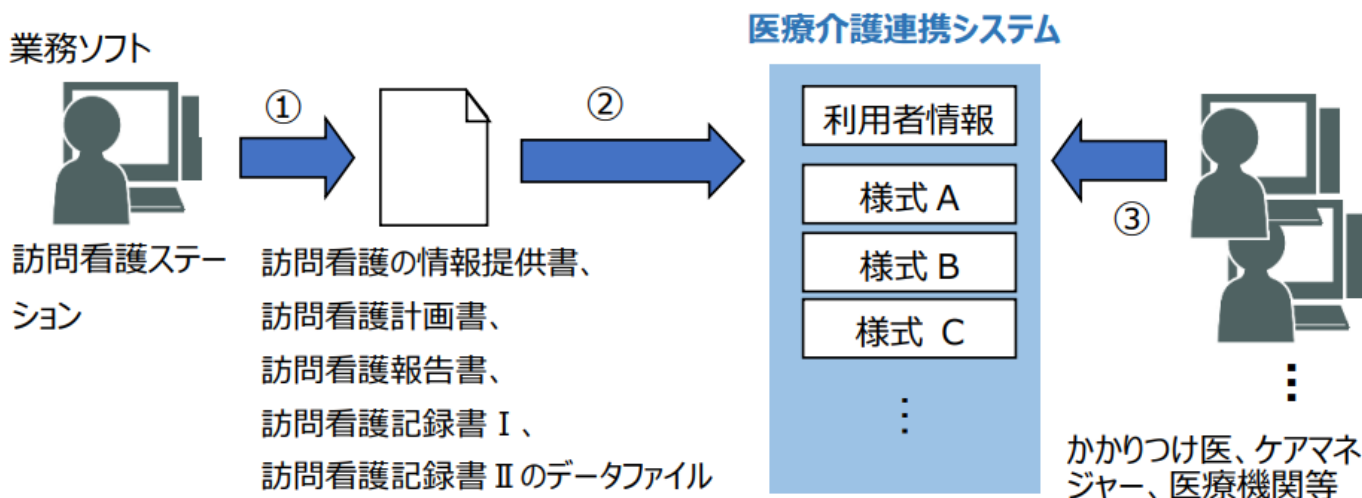 業務ソフト
医療介護連携システム
①
②
利用者情報
様式 A
様式 B
様式 C
⋮
③
訪問看護ステー
ション
訪問看護の情報提供書、
訪問看護計画書、
訪問看護報告書、
訪問看護記録書Ⅰ、
訪問看護記録書Ⅱのデータファイル
⋮
かかりつけ医、ケアマネ
ジャー、医療機関等